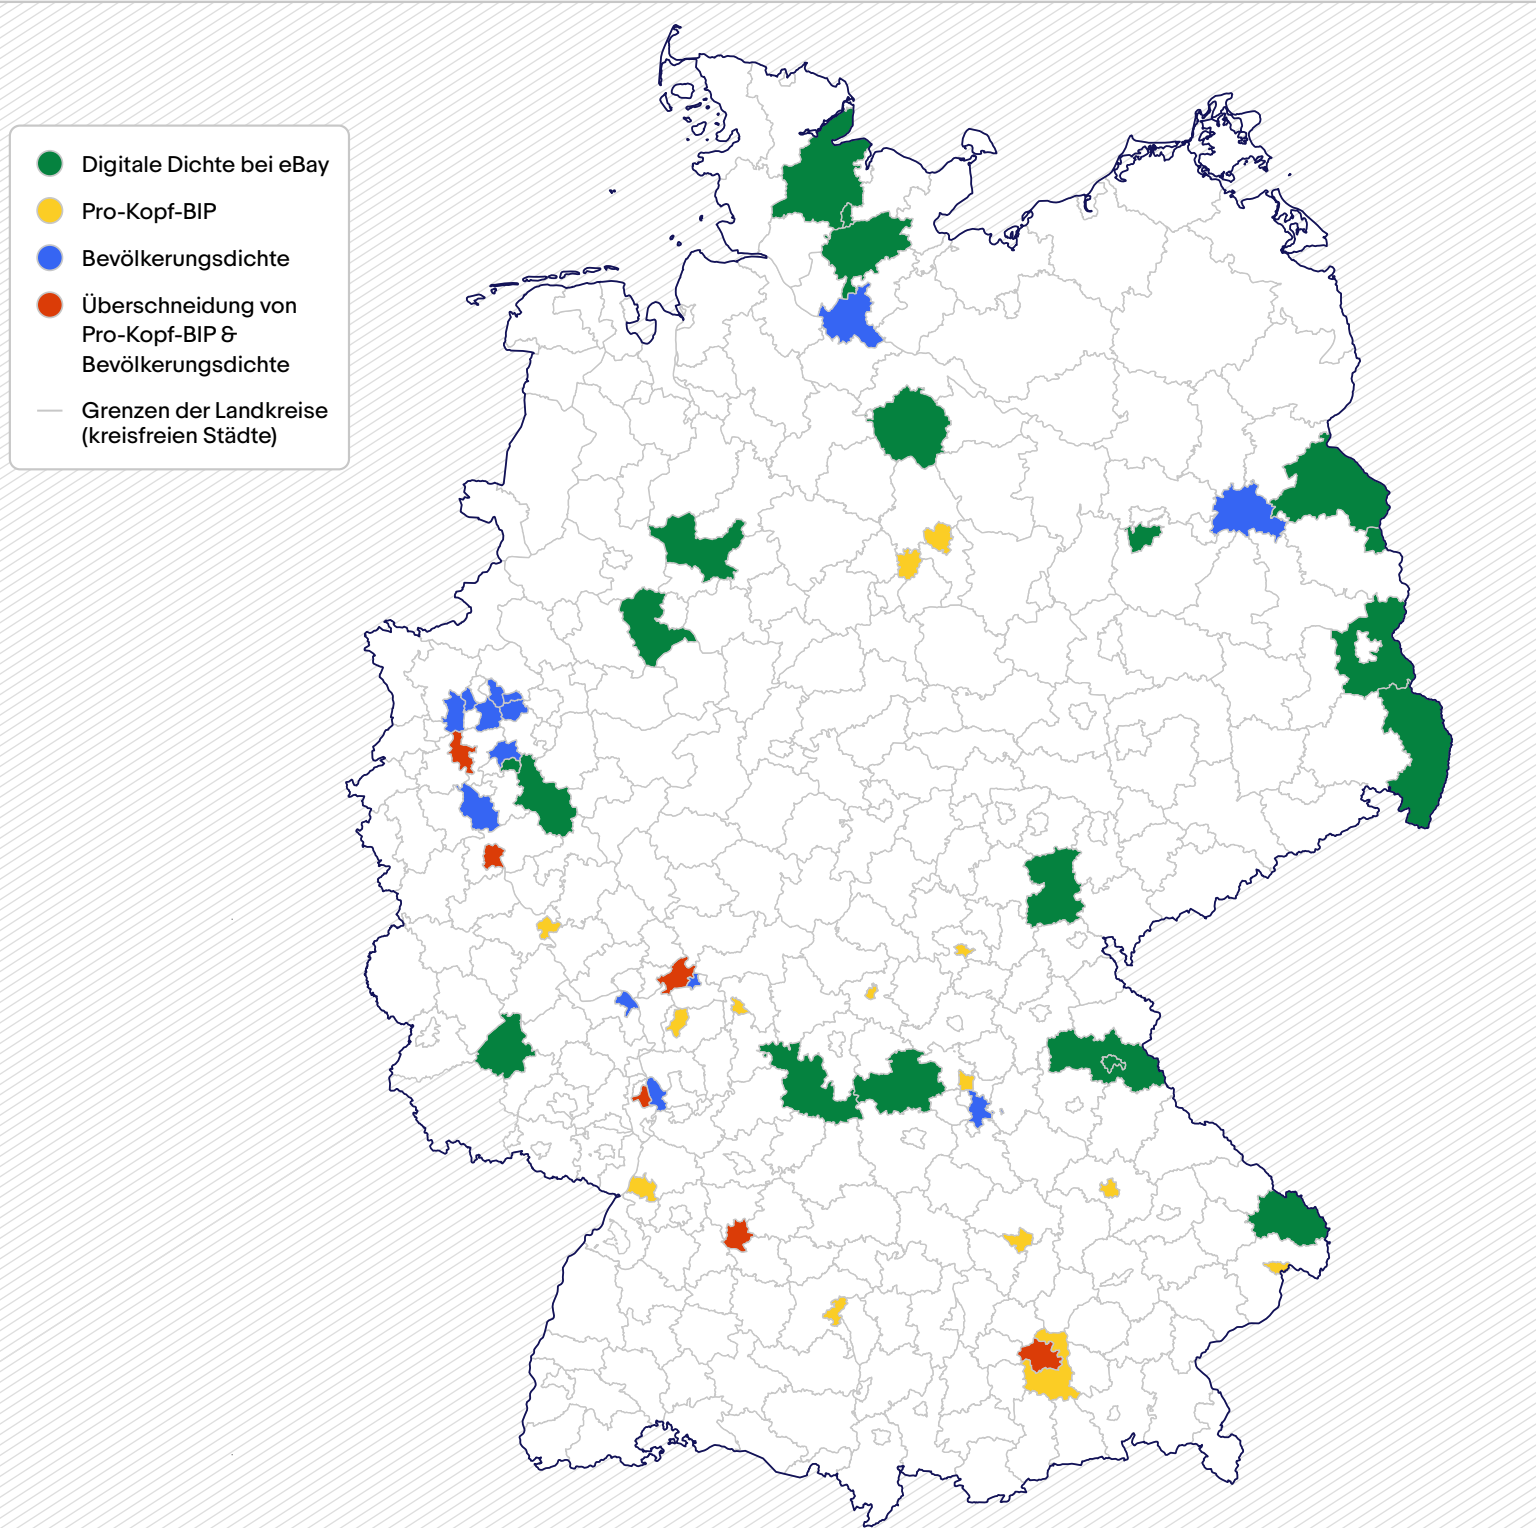 Digitale Dichte bei eBay
Pro-Kopf-BIP
Bevölkerungsdichte
Überschneidung von
Pro-Kopf-BIP &
Bevölkerungsdichte
Grenzen der Landkreise
(kreisfreien Städte)